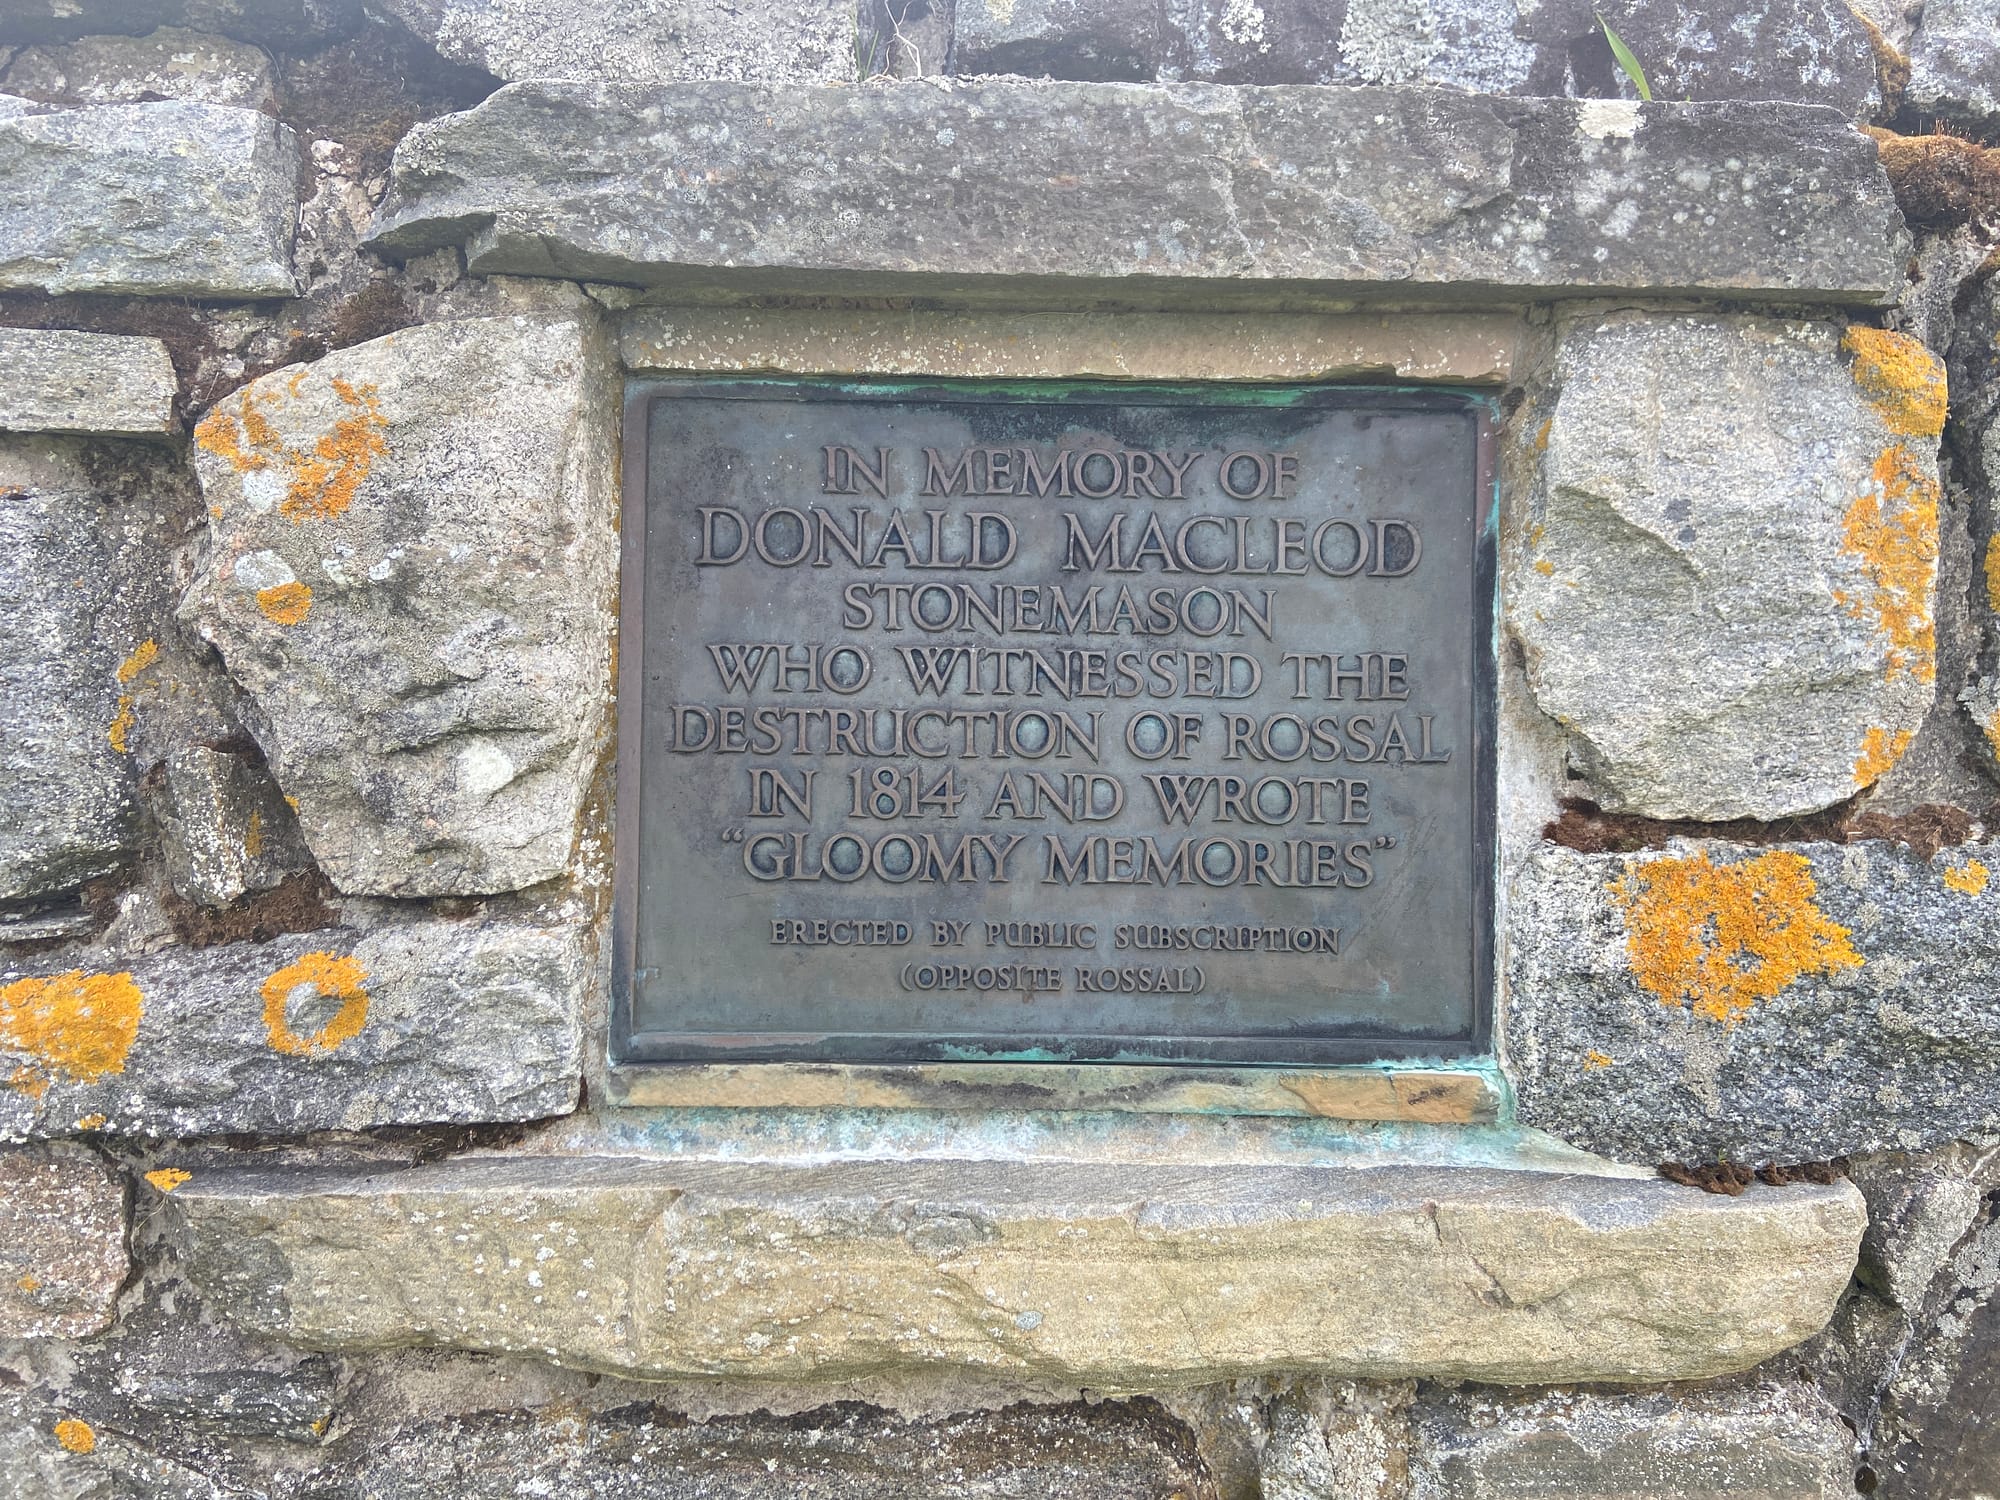 IN MEMORY OF
DONALD MACLEOD
STONEMASON
WHO WITNESSED THE
DESTRUCTION OF ROSSAL
IN 1814 AND WROTE
“GLOOMY MEMORIES”
ERECTED BY PUBLIC SUBSCRIPTION
(OPPOSITE ROSSAL)